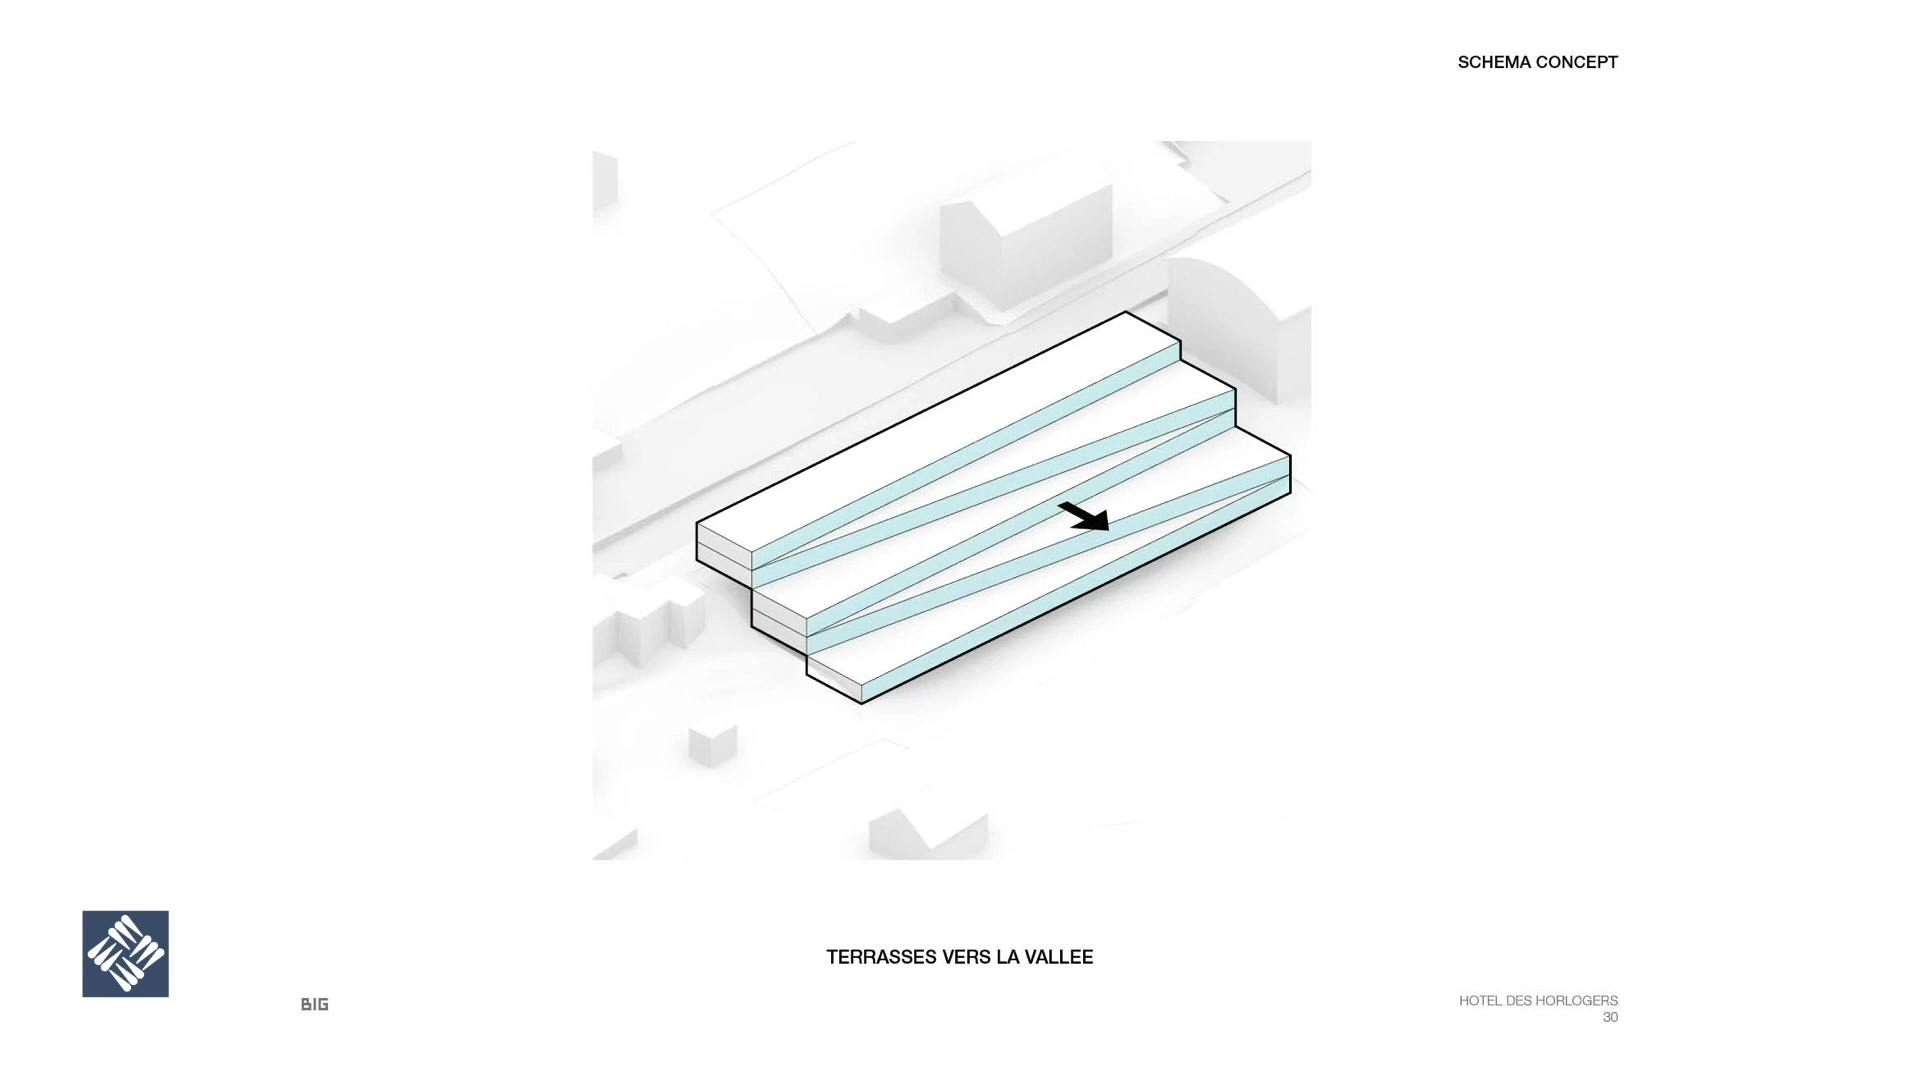 SCHEMA CONCEPT
TERRASSES VERS LA VALLEE
BIG
HOTEL DES HORLOGERS
30